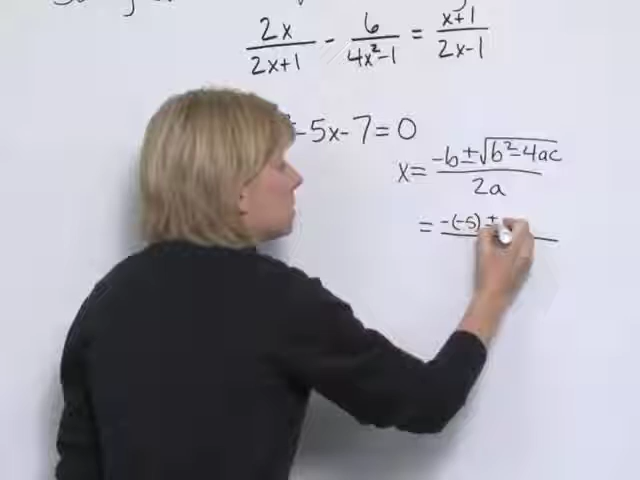 2x/(2x+1) - 6/(4x²-1) = (x+1)/(2x-1)
-5x-7=0
x= (-b±√(b²-4ac))/2a
= -(-5) ±